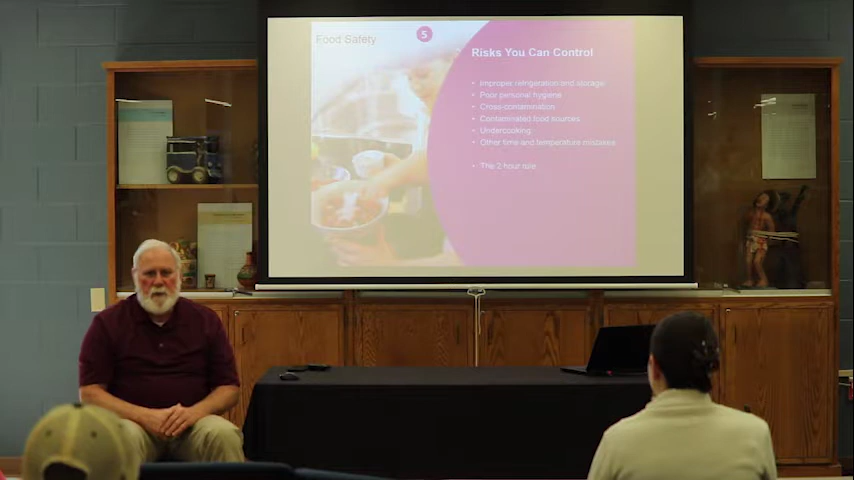 Food Safety
5
Risks You Can Control
• Improper refrigeration and storage
• Poor personal hygiene
• Cross-contamination
• Contaminated food sources
• Undercooking
• Other time and temperature mistakes
• The 2-hour rule